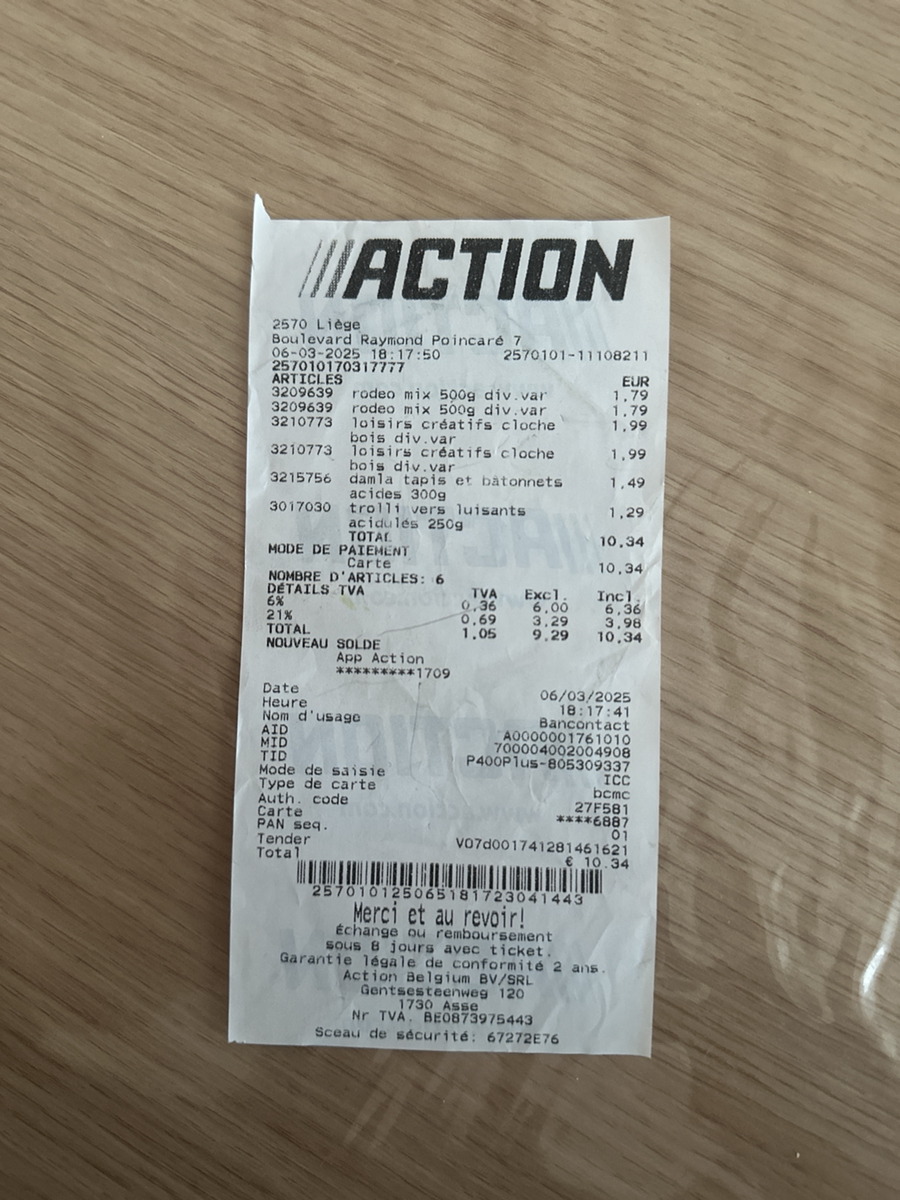 ACTION
2570 Liège
Boulevard Raymond Poincaré 7
06-03-2025 18:17:50 2570101-11108211
257010170317777
ARTICLES EUR
3209639 rodeo mix 500g div.var 1,79
3209639 rodeo mix 500g div.var 1,79
3210773 loisirs créatifs cloche 1,99
bois div.var
3210773 loisirs créatifs cloche 1,99
bois div.var
3215756 damla tapis et bâtonnets 1,49
acides 300g
3017030 trolli vers luisants 1,29
acidulés 250g
TOTAL 10,34
MODE DE PAIEMENT
Carte 10,34
NOMBRE D'ARTICLES: 6
DÉTAILS TVA TVA Excl. Incl.
6% 0,36 6,00 6,36
21% 0,69 3,29 3,98
TOTAL 1,05 9,29 10,34
NOUVEAU SOLDE
App Action
*********1709
Date 06/03/2025
Heure 18:17:41
Nom d'usage Bancontact
AID A0000001761010
MID 700004002004908
TID P400Plus-805309337
Mode de saisie ICC
Type de carte bcmc
Auth. code 27F581
Carte ****6887
PAN seq. 01
Tender V07d001741281461621
Total € 10.34
257010125065181723041443
Merci et au revoir!
Échange ou remboursement
sous 8 jours avec ticket.
Garantie légale de conformité 2 ans.
Action Belgium BV/SRL
Gentsesteenweg 120
1730 Asse
Nr TVA. BE0873975443
Sceau de sécurité: 67272E76